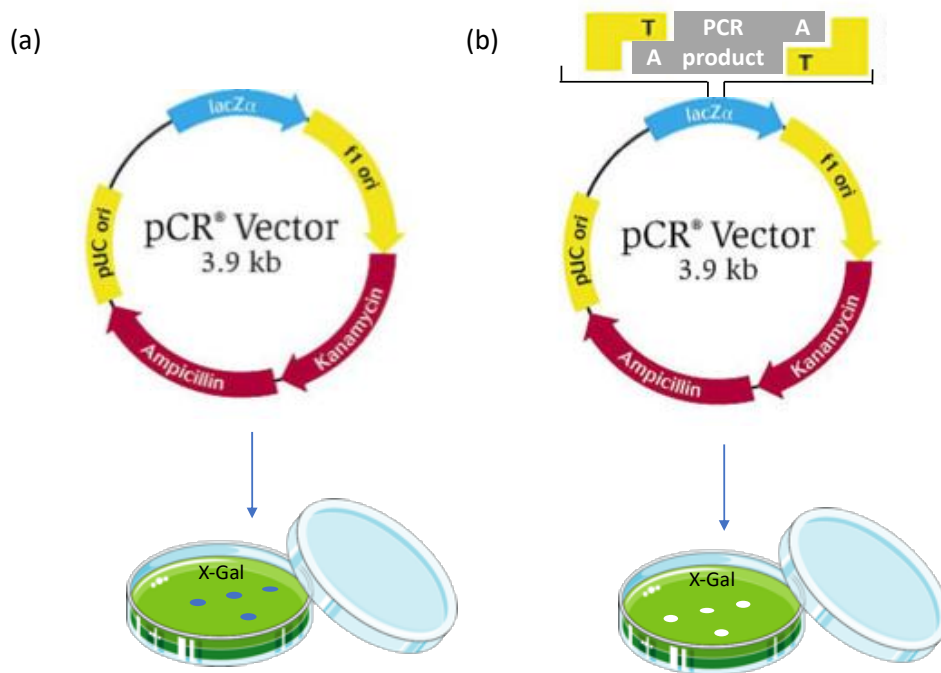 (a)
lacZα
f1 ori
pCR® Vector
3.9 kb
pUC ori
Ampicillin
Kanamycin
X-Gal
(b)
T PCR A
A product T
lacZα
f1 ori
pCR® Vector
3.9 kb
pUC ori
Ampicillin
Kanamycin
X-Gal